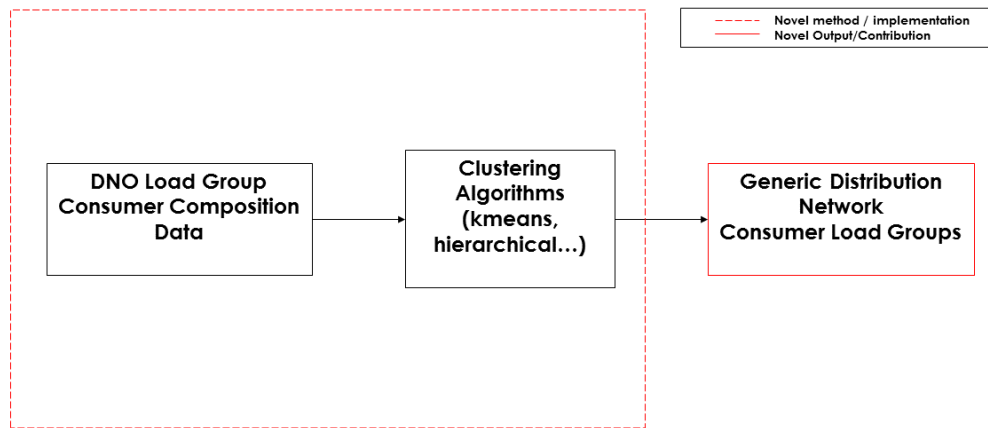 Novel method / implementation
Novel Output/Contribution
DNO Load Group
Consumer Composition
Data
Clustering
Algorithms
(kmeans,
hierarchical...)
Generic Distribution
Network
Consumer Load Groups